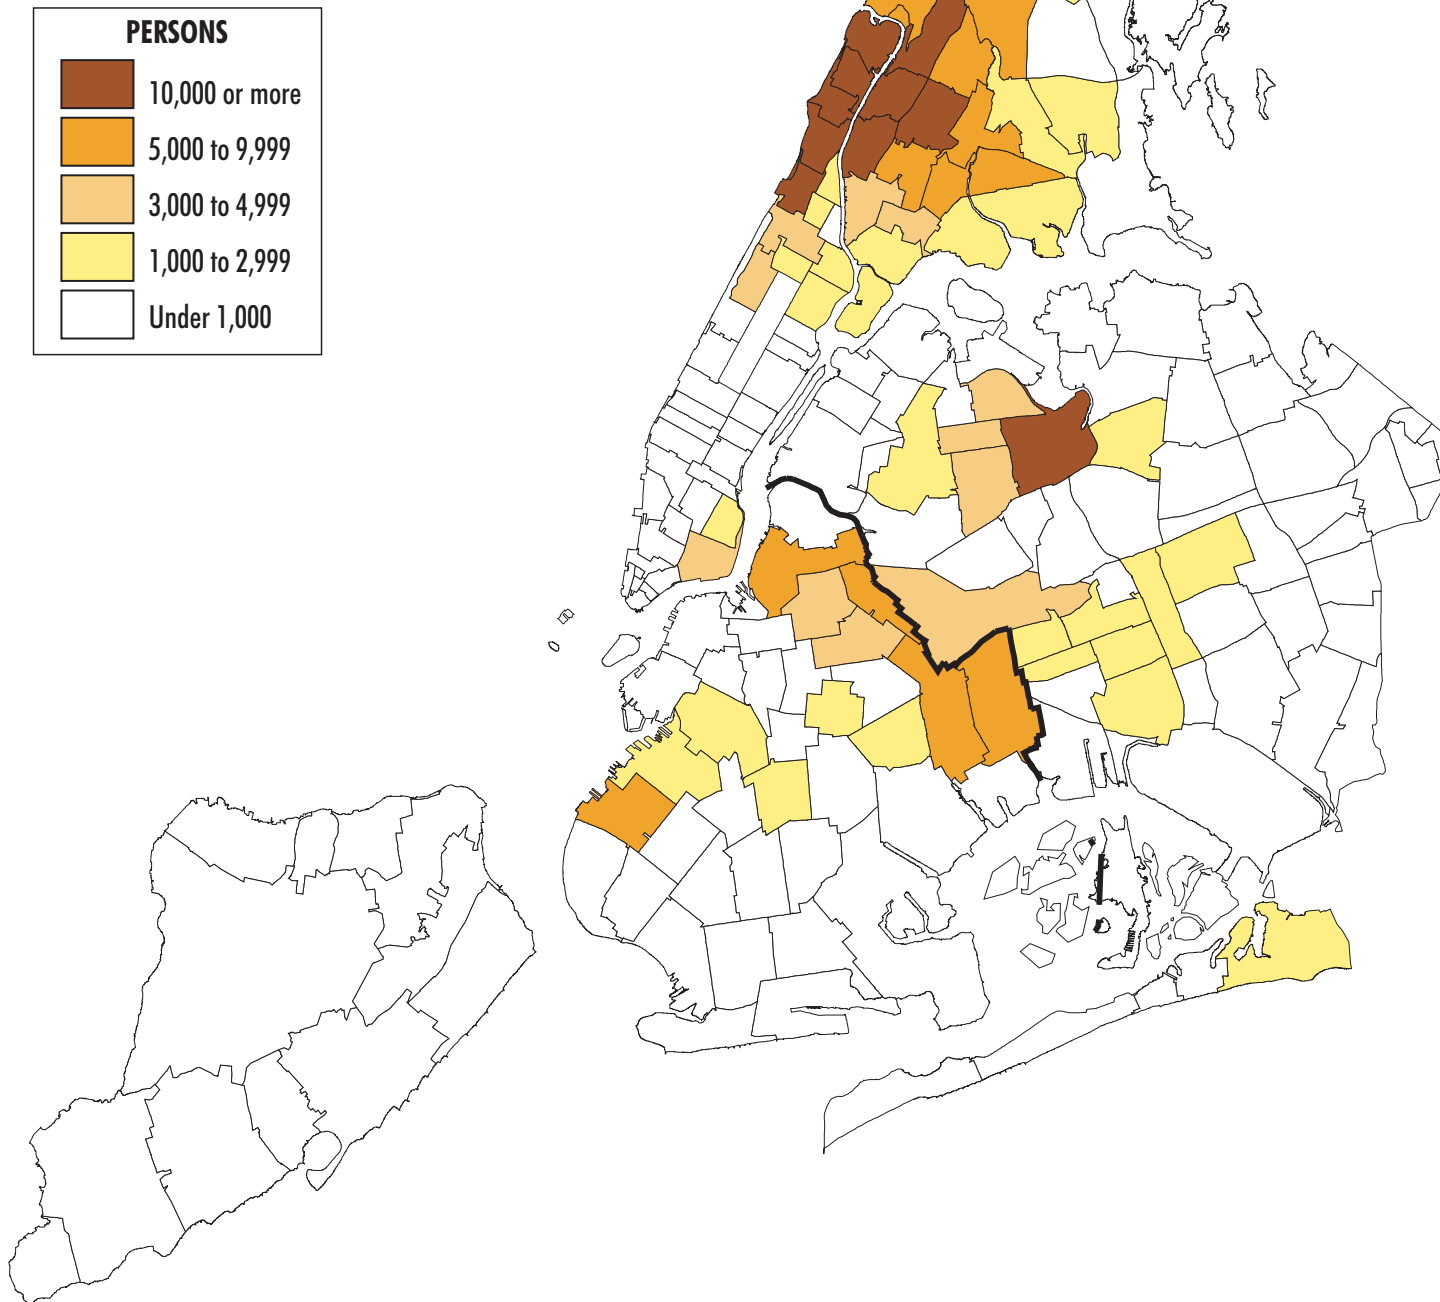 PERSONS
10,000 or more
5,000 to 9,999
3,000 to 4,999
1,000 to 2,999
Under 1,000